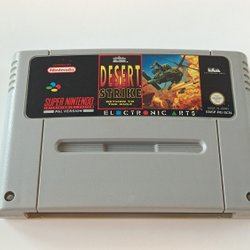 Nintendo
DESERT
STRIKE
RETURN TO THE GULF
SUPER NINTENDO
PAL VERSION
ELECTRONIC ARTS